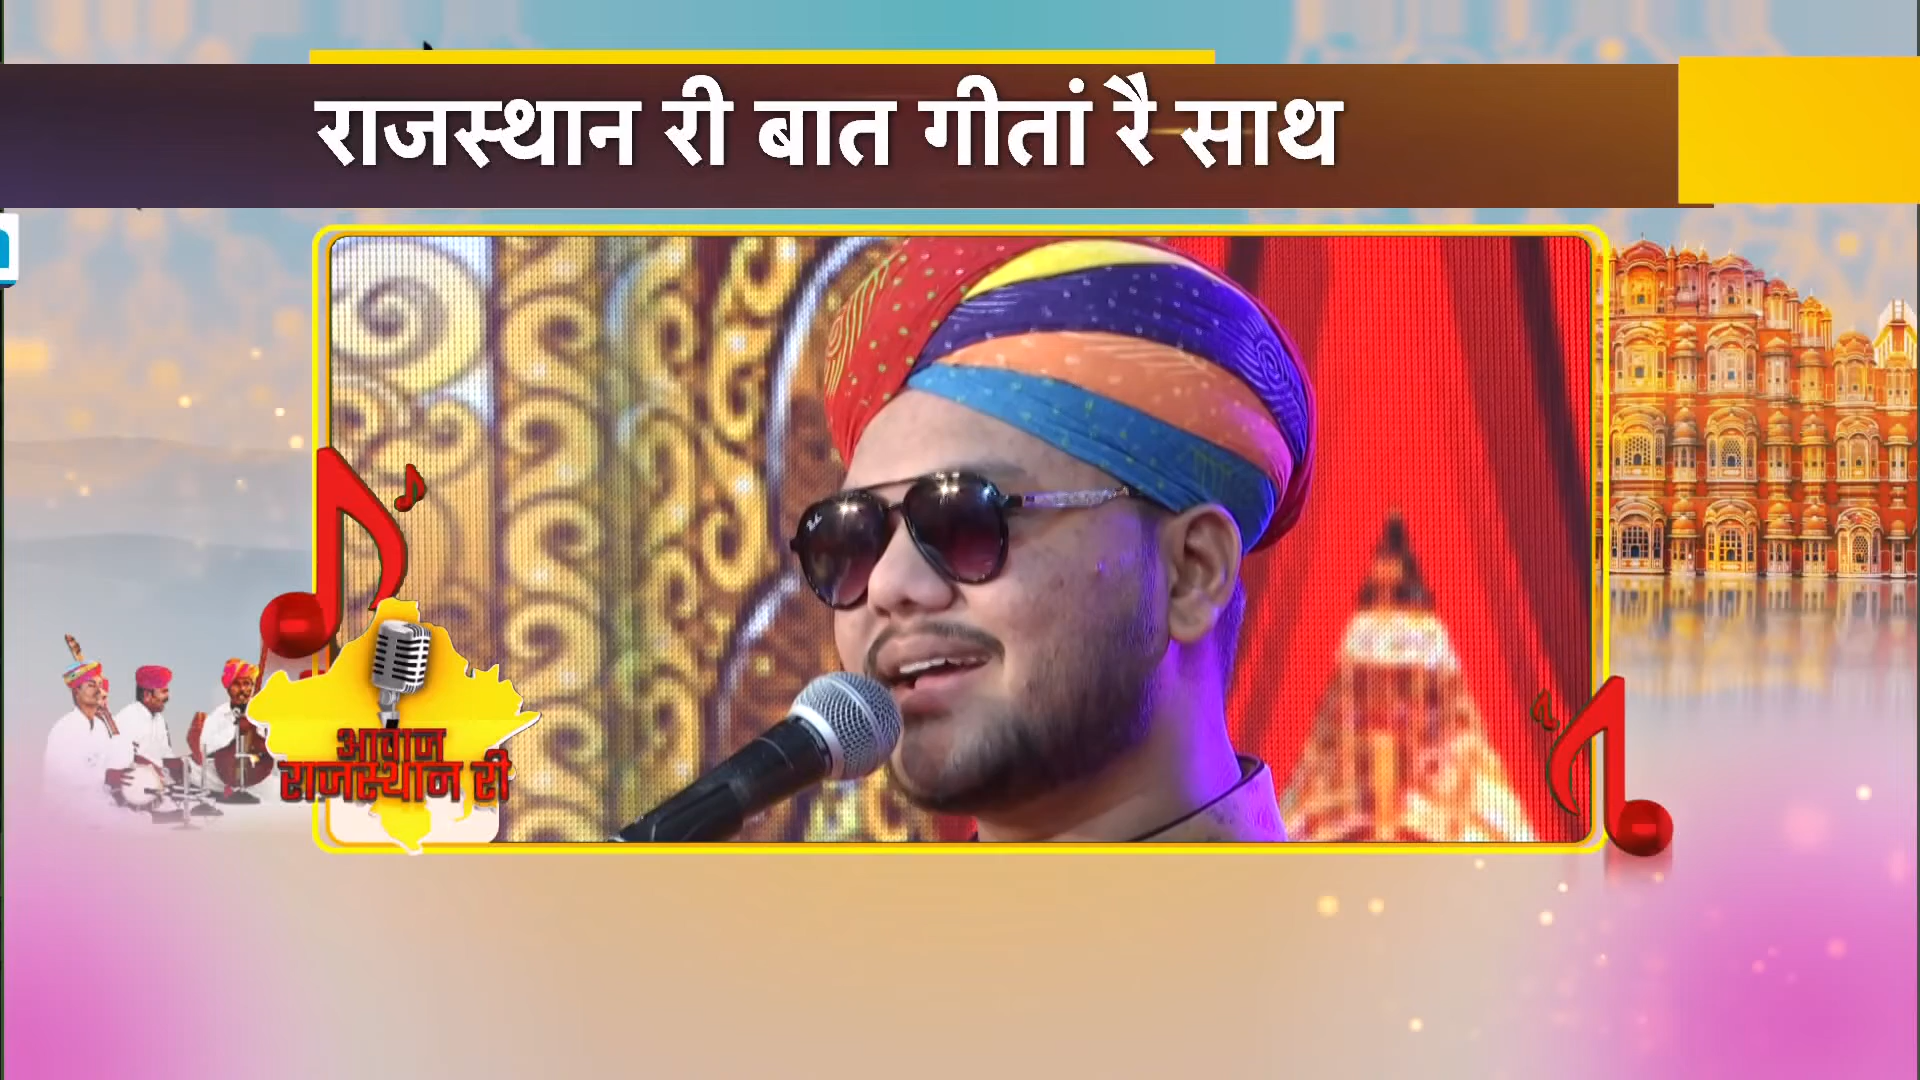 राजस्थान री बात गीतां रै साथ
आवाज
राजस्थान री